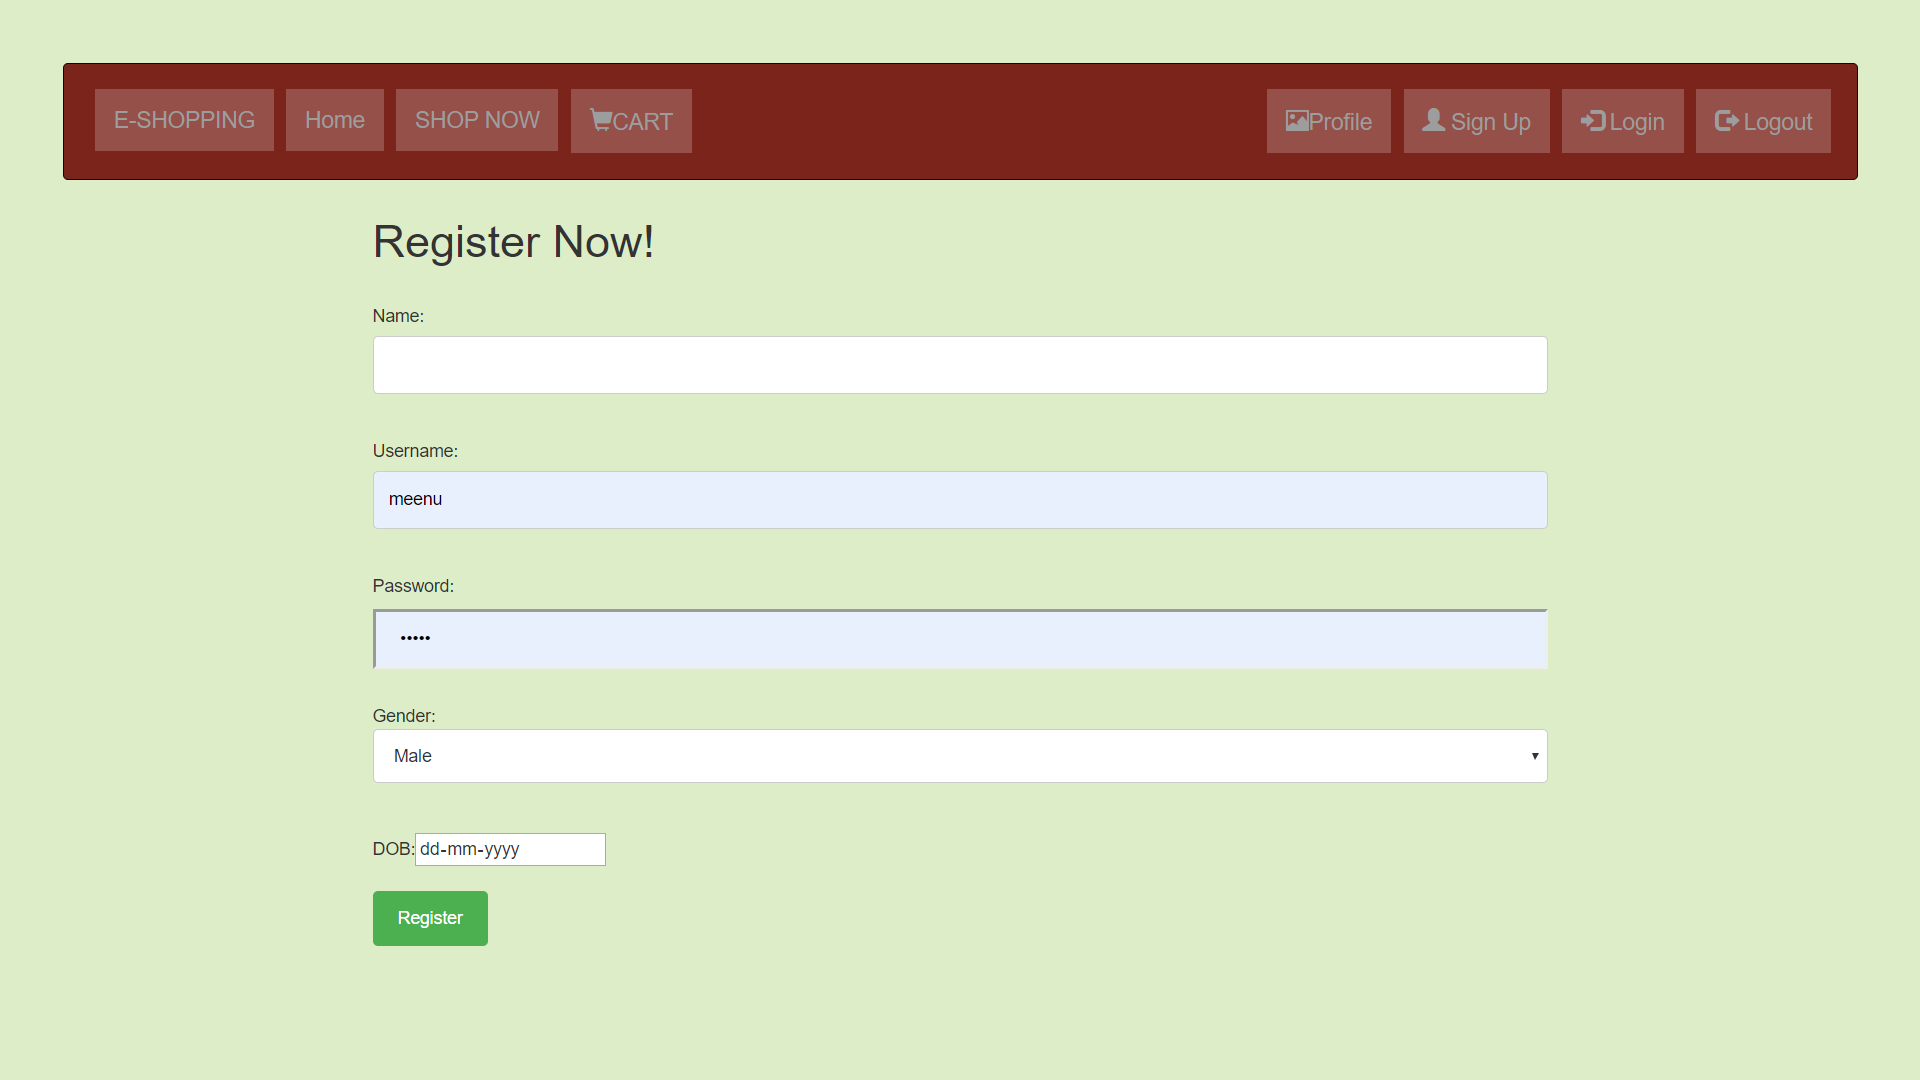 E-SHOPPING Home SHOP NOW CART Profile Sign Up Login Logout
Register Now!
Name:
Username:
meenu
Password:
•••••
Gender:
Male
DOB: dd-mm-yyyy
Register